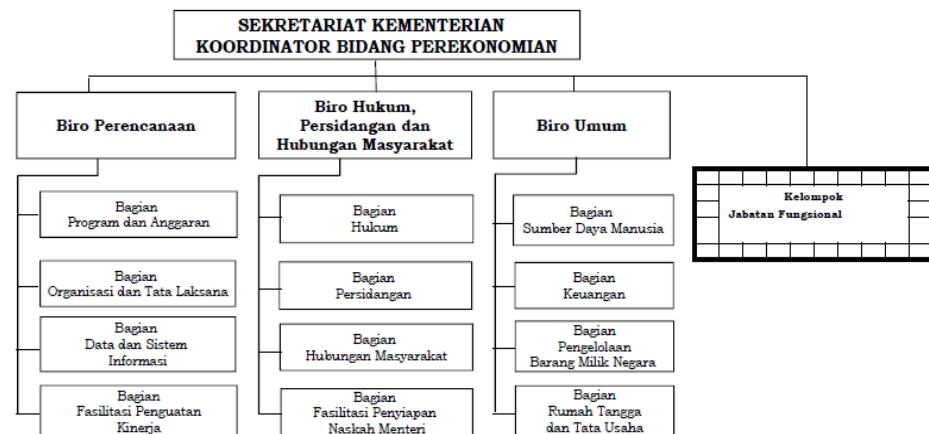 SEKRETARIAT KEMENTERIAN
KOORDINATOR BIDANG PEREKONOMIAN
Biro Perencanaan
Biro Hukum,
Persidangan dan
Hubungan Masyarakat
Biro Umum
Kelompok
Jabatan Fungsional
Bagian
Program dan Anggaran
Bagian
Organisasi dan Tata Laksana
Bagian
Data dan Sistem
Informasi
Bagian
Fasilitasi Penguatan
Kinerja
Bagian
Hukum
Bagian
Persidangan
Bagian
Hubungan Masyarakat
Bagian
Fasilitasi Penyiapan
Naskah Menteri
Bagian
Sumber Daya Manusia
Bagian
Keuangan
Bagian
Pengelolaan
Barang Milik Negara
Bagian
Rumah Tangga
dan Tata Usaha